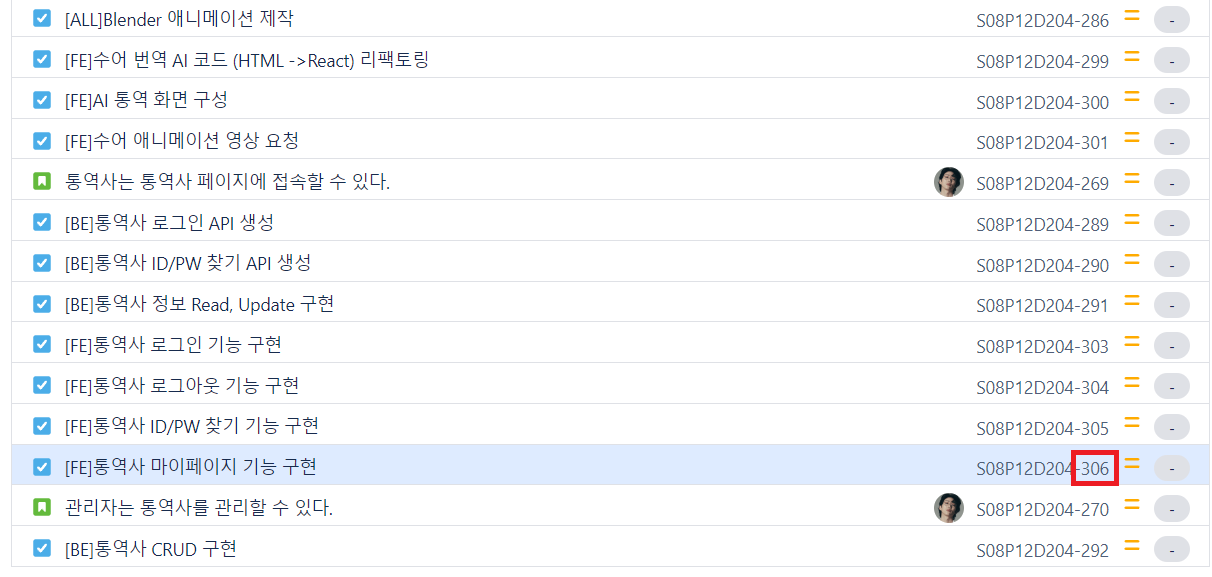 [ALL]Blender 애니메이션 제작 S08P12D204-286 -
[FE]수어 번역 AI 코드 (HTML ->React) 리팩토링 S08P12D204-299 -
[FE]AI 통역 화면 구성 S08P12D204-300 -
[FE]수어 애니메이션 영상 요청 S08P12D204-301 -
통역사는 통역사 페이지에 접속할 수 있다. S08P12D204-269 -
[BE]통역사 로그인 API 생성 S08P12D204-289 -
[BE]통역사 ID/PW 찾기 API 생성 S08P12D204-290 -
[BE]통역사 정보 Read, Update 구현 S08P12D204-291 -
[FE]통역사 로그인 기능 구현 S08P12D204-303 -
[FE]통역사 로그아웃 기능 구현 S08P12D204-304 -
[FE]통역사 ID/PW 찾기 기능 구현 S08P12D204-305 -
[FE]통역사 마이페이지 기능 구현 S08P12D204-306 -
관리자는 통역사를 관리할 수 있다. S08P12D204-270 -
[BE]통역사 CRUD 구현 S08P12D204-292 -